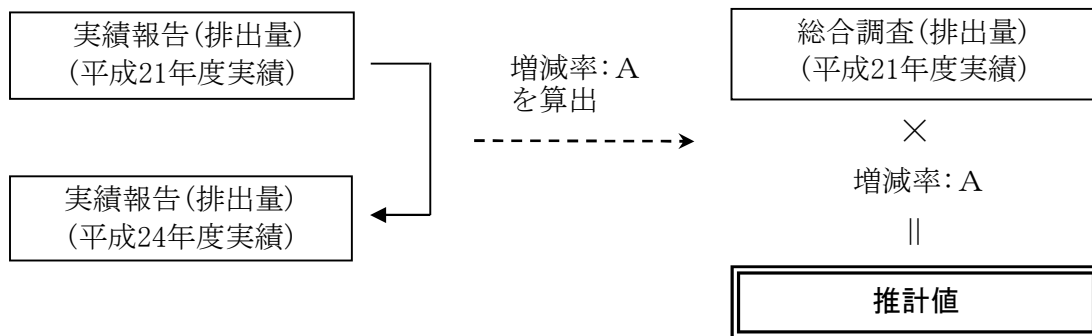 実績報告(排出量)
(平成21年度実績)
実績報告(排出量)
(平成24年度実績)
増減率：A
を算出
総合調査(排出量)
(平成21年度実績)
×
増減率：A
||
推計値